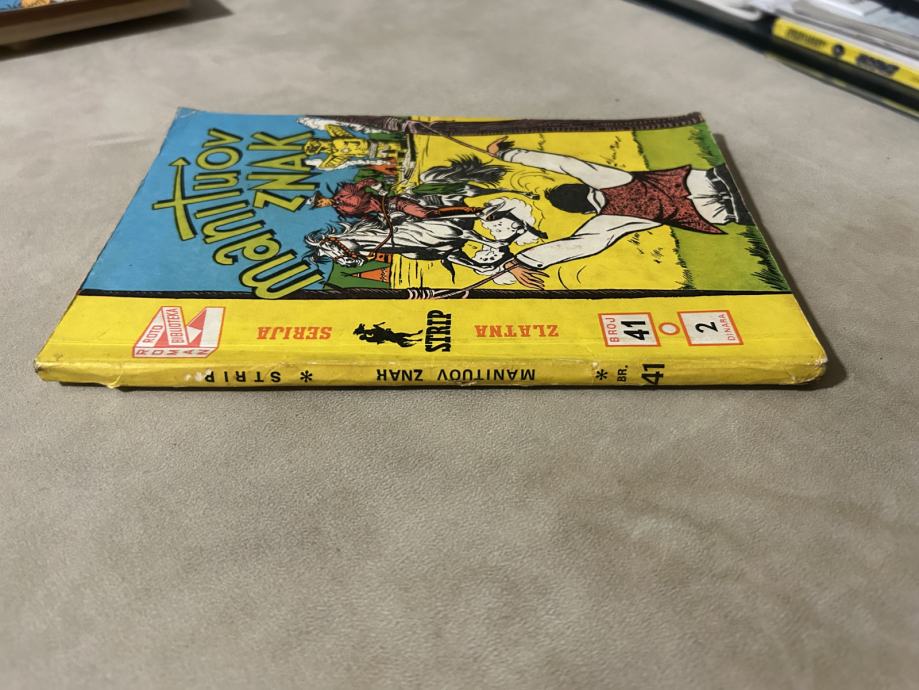 MANITUOV
ZNAK
ROTO
BIBLIOTEKA
ROMAN
SERIJA
STRIP
ZLATNA
BROJ
41
2
DINARA
STRIP * MANITUOV ZNAK * BR. 41